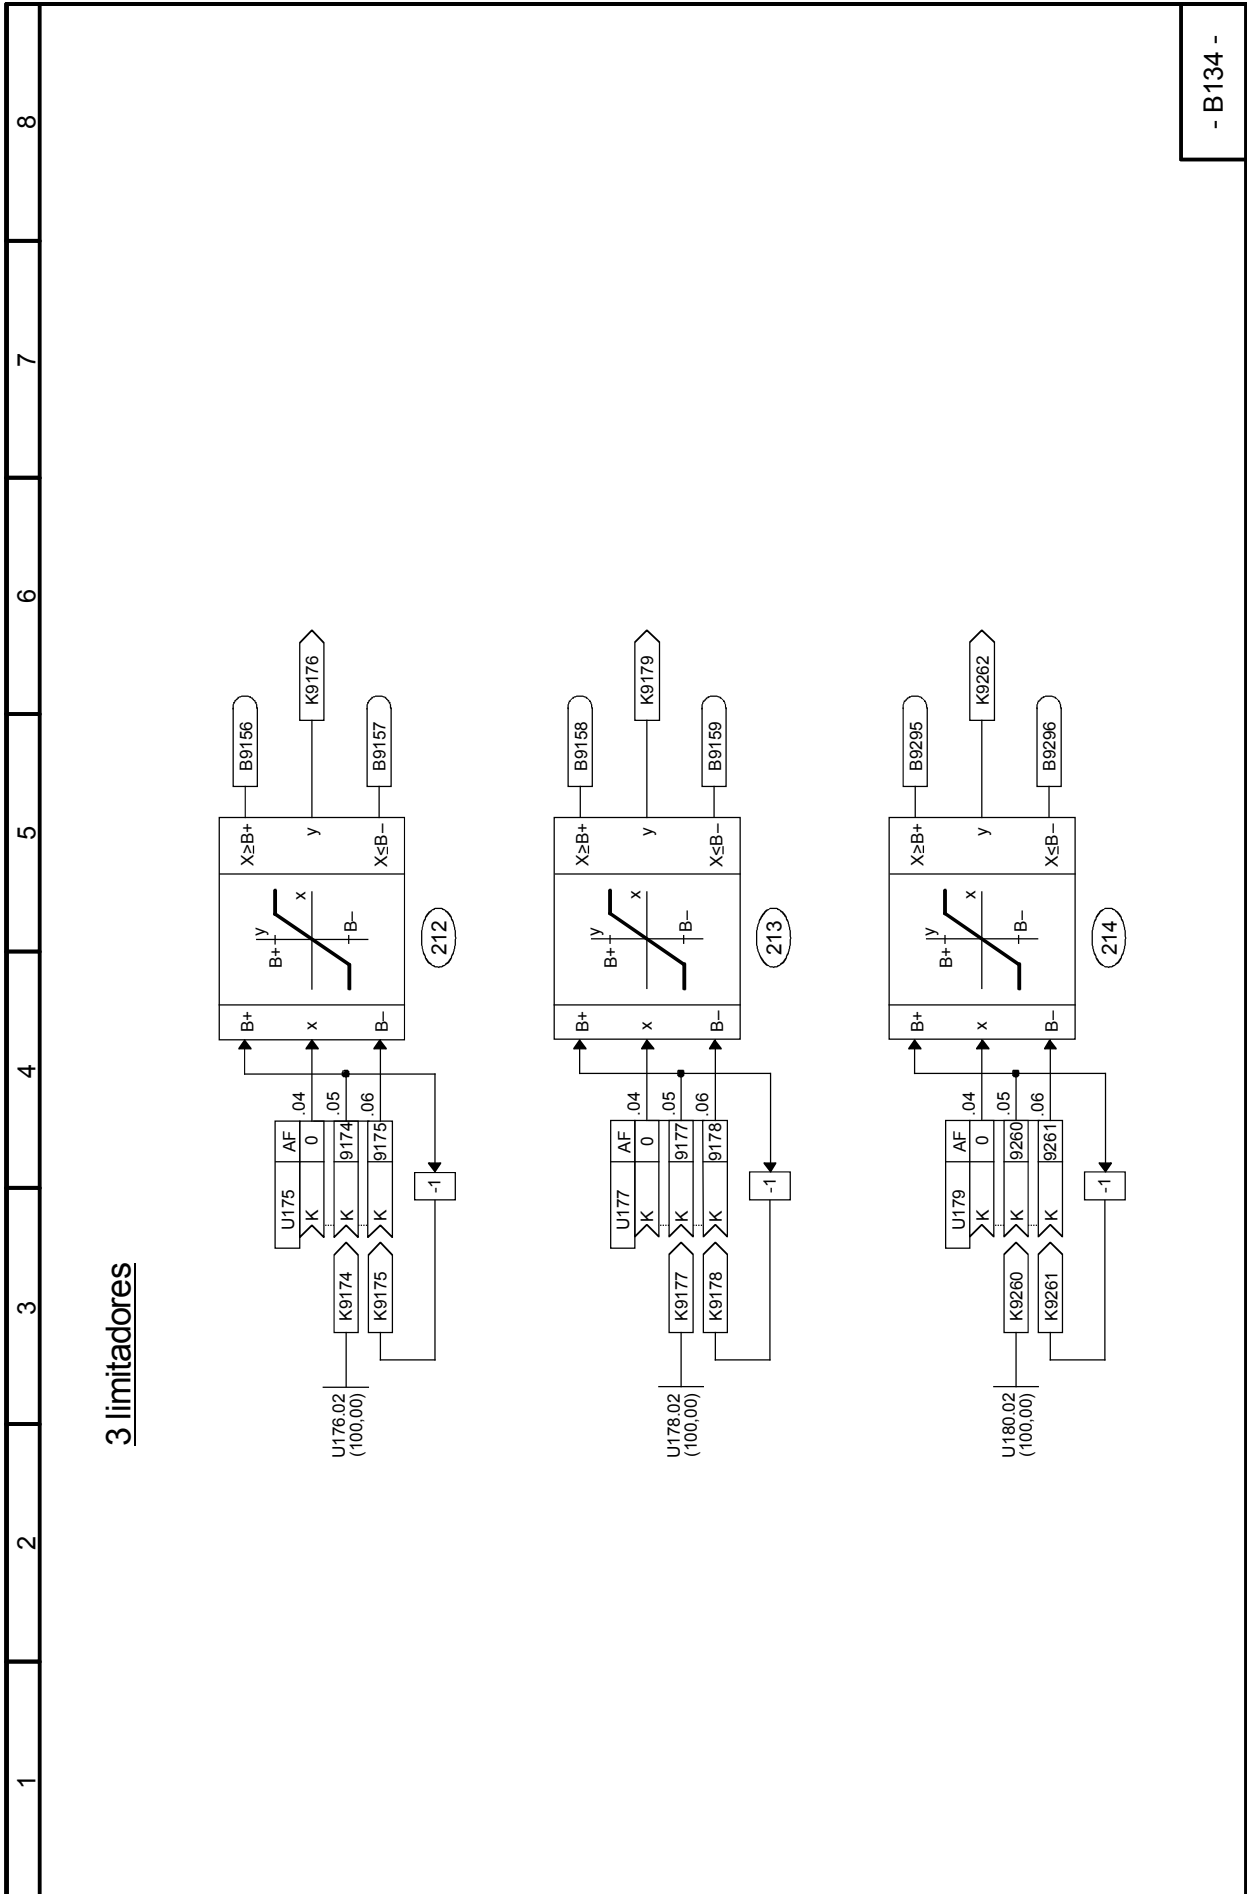 1
2
3
4
5
6
7
8
3 limitadores
U175
AF
K
0
.04
K
9174
.05
K
9175
.06
U176.02
(100,00)
K9174
K9175
-1
B+
x
B–
y
B+
x
B–
X≥B+
y
X≤B–
B9156
K9176
B9157
212
U177
AF
K
0
.04
K
9177
.05
K
9178
.06
U178.02
(100,00)
K9177
K9178
-1
B+
x
B–
y
B+
x
B–
X≥B+
y
X≤B–
B9158
K9179
B9159
213
U179
AF
K
0
.04
K
9260
.05
K
9261
.06
U180.02
(100,00)
K9260
K9261
-1
B+
x
B–
y
B+
x
B–
X≥B+
y
X≤B–
B9295
K9262
B9296
214
- B134 -